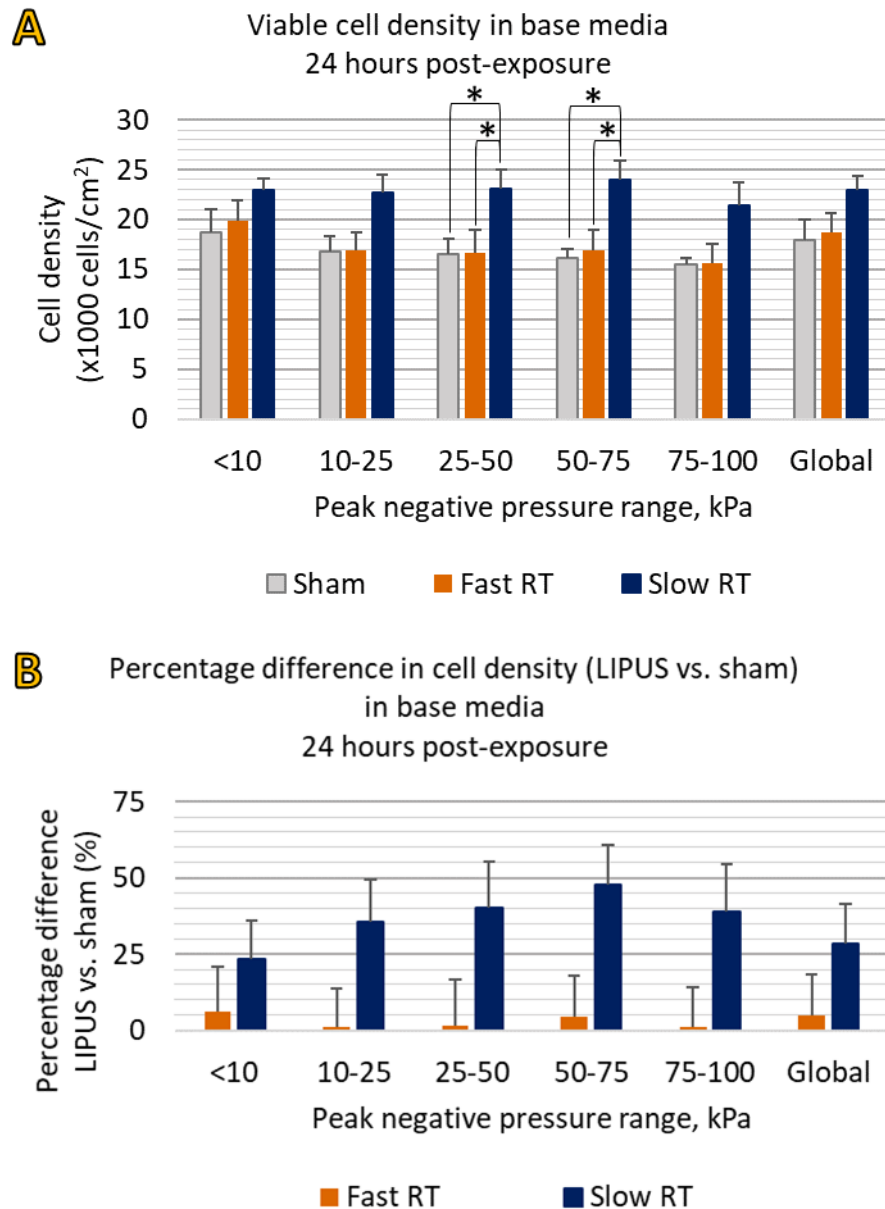 A
Viable cell density in base media
24 hours post-exposure
* *
* *
30
25
20
15
10
5
0
Cell density
(x1000 cells/cm²)
<10 10-25 25-50 50-75 75-100 Global
Peak negative pressure range, kPa
Sham Fast RT Slow RT
B
Percentage difference in cell density (LIPUS vs. sham)
in base media
24 hours post-exposure
75
50
25
0
Percentage difference
LIPUS vs. sham (%)
<10 10-25 25-50 50-75 75-100 Global
Peak negative pressure range, kPa
Fast RT Slow RT